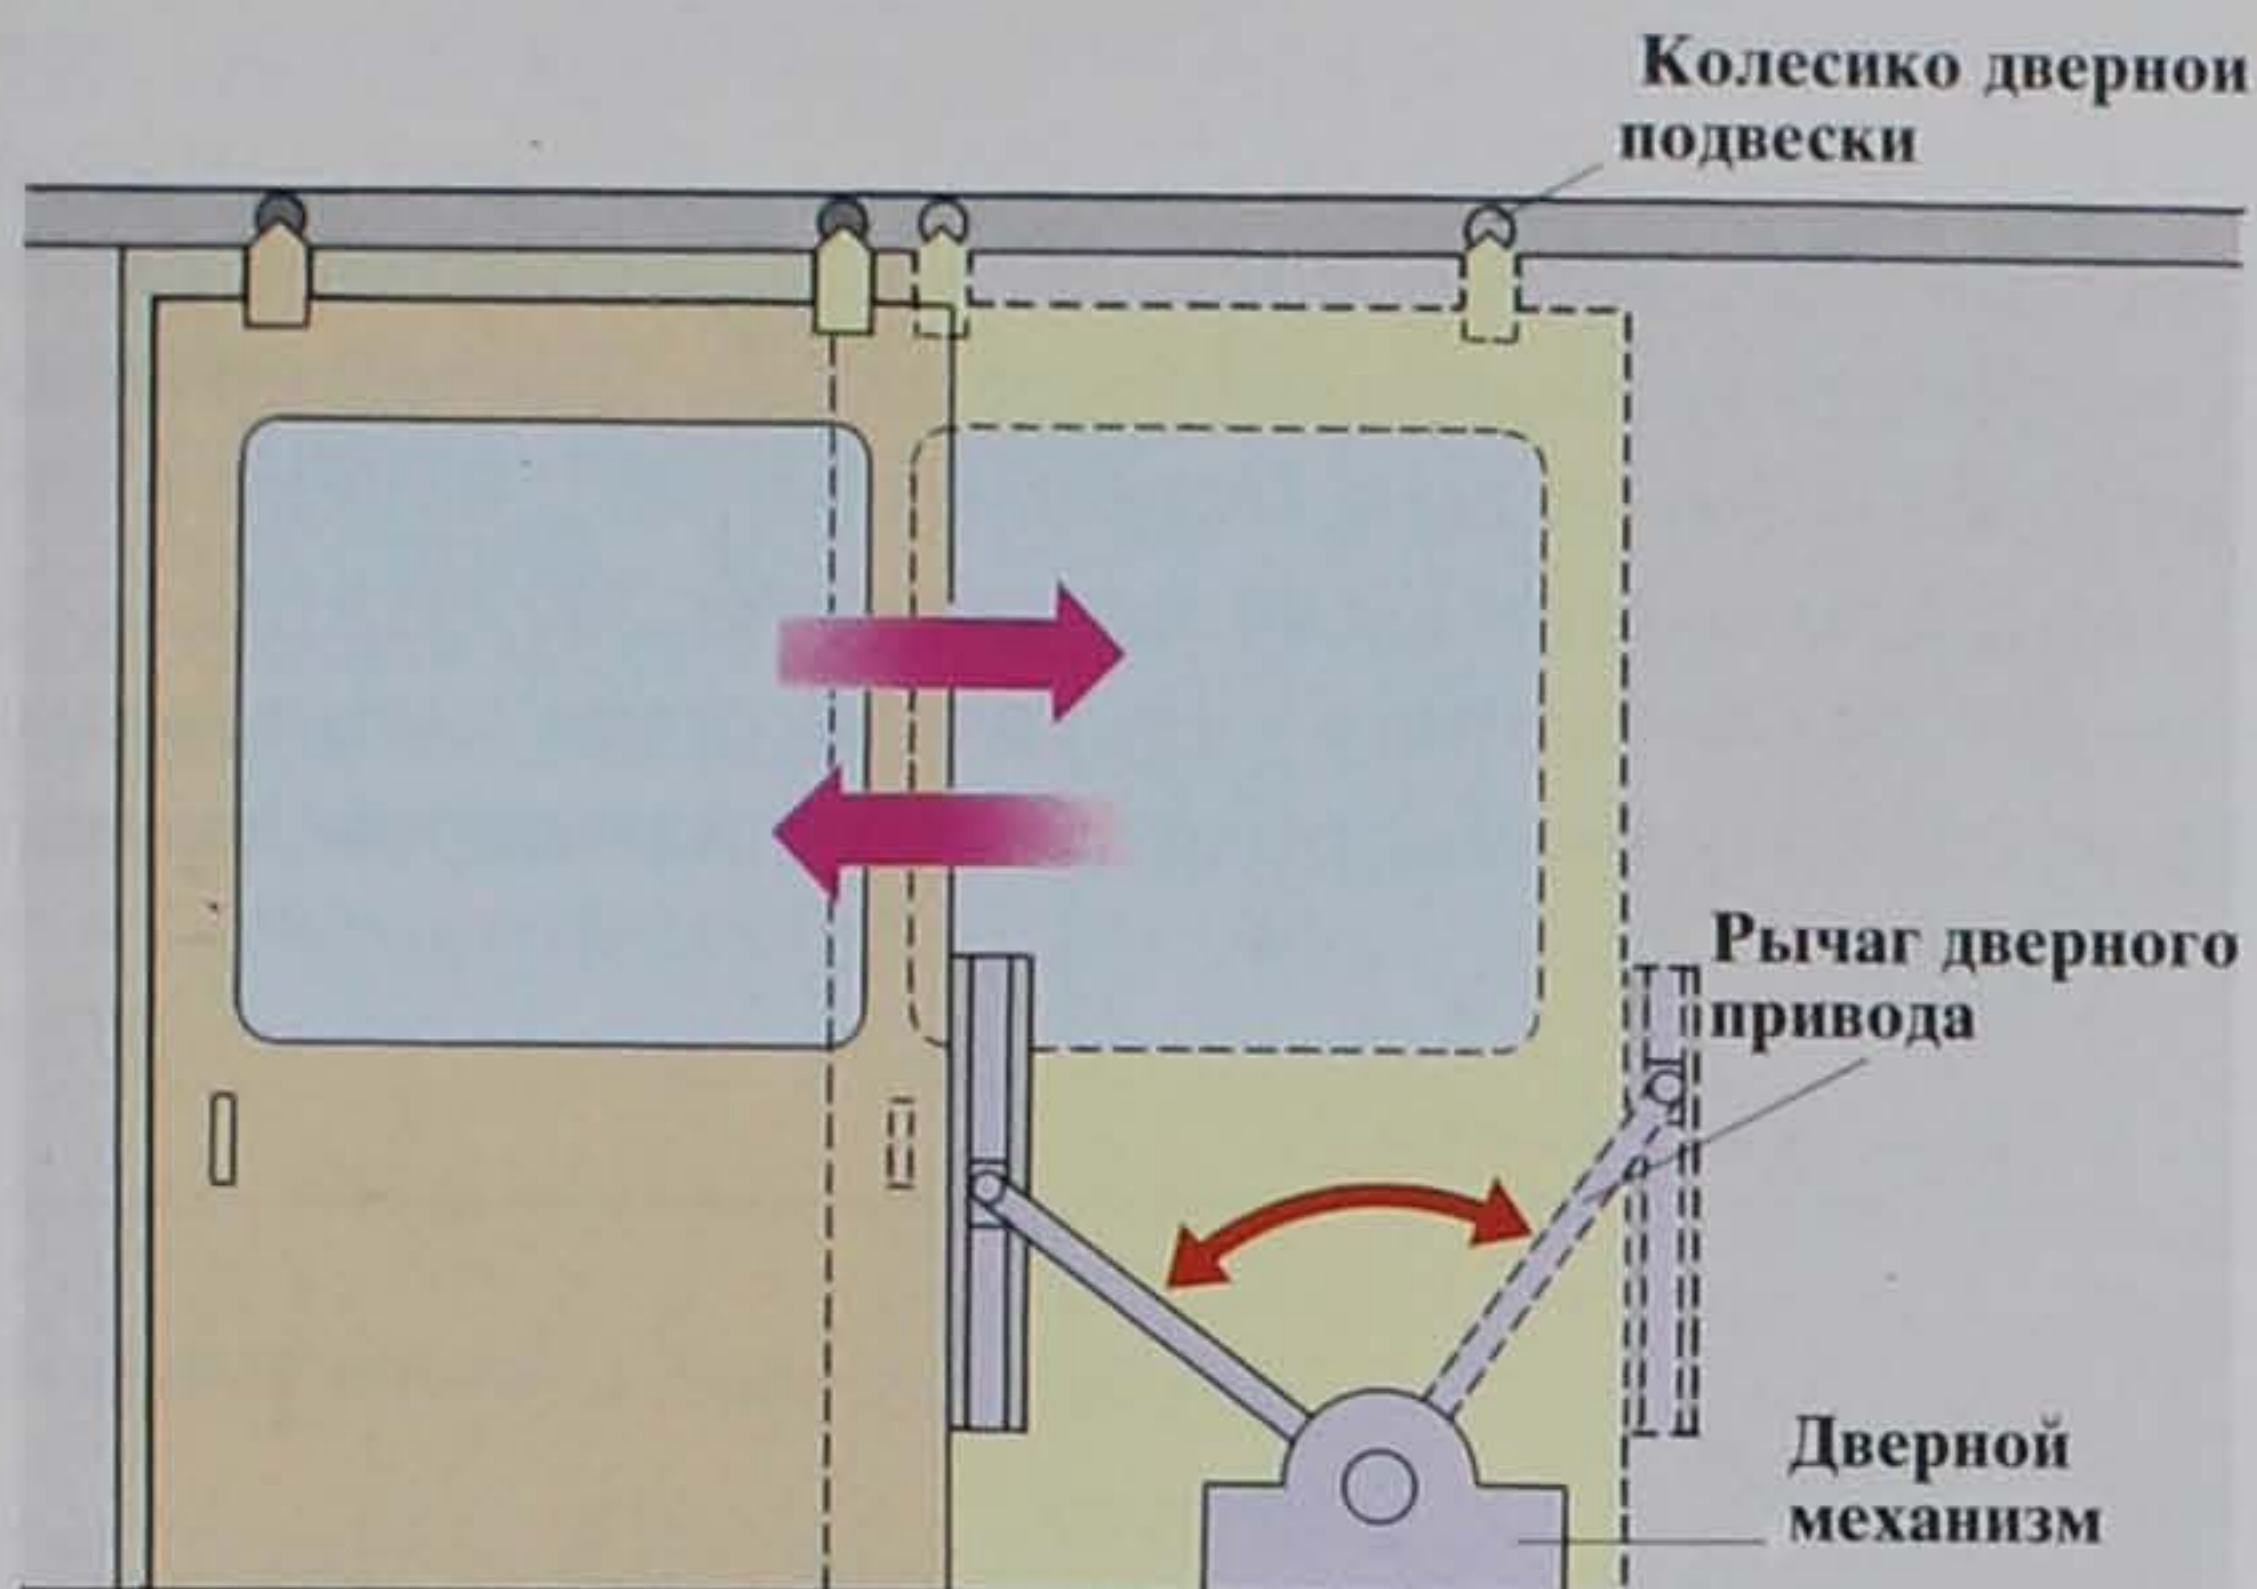 Колесико дверной
подвески
Рычаг дверного
привода
Дверной
механизм